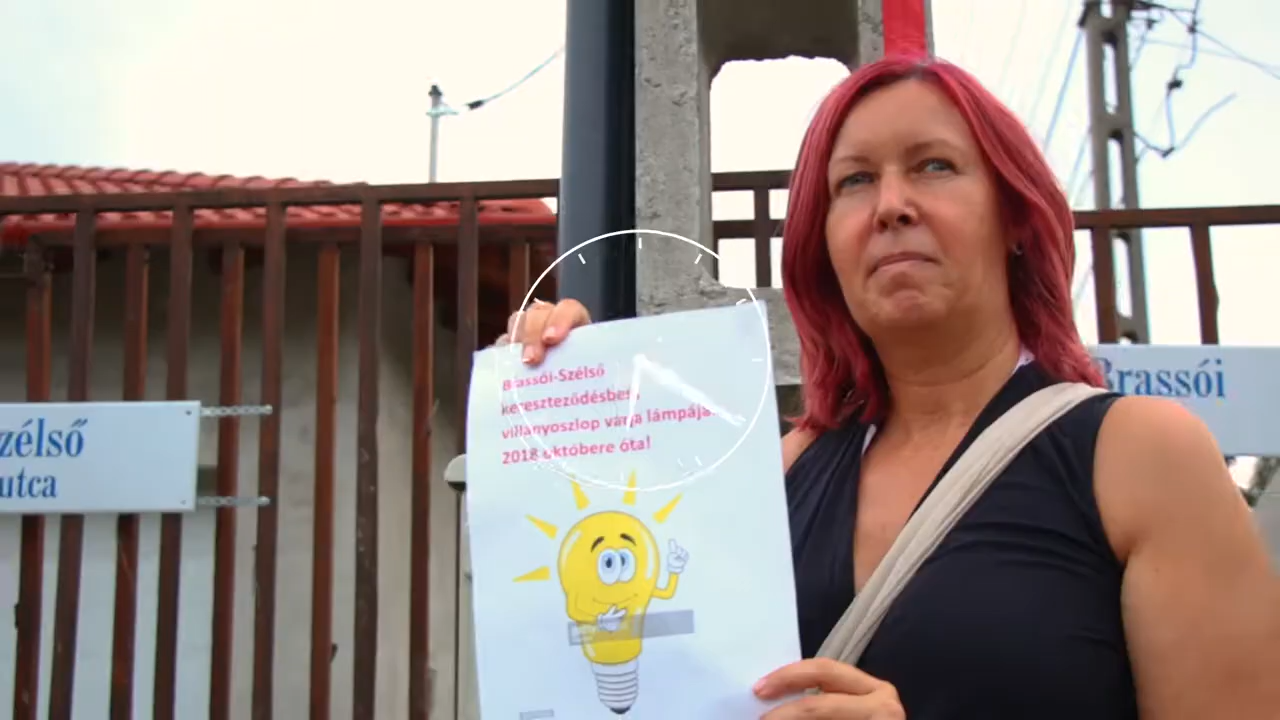 Brassói-Szélső
kereszteződésben
villanyoszlop várja lámpáját
2018 októbere óta!
zélső
utca
Brassói